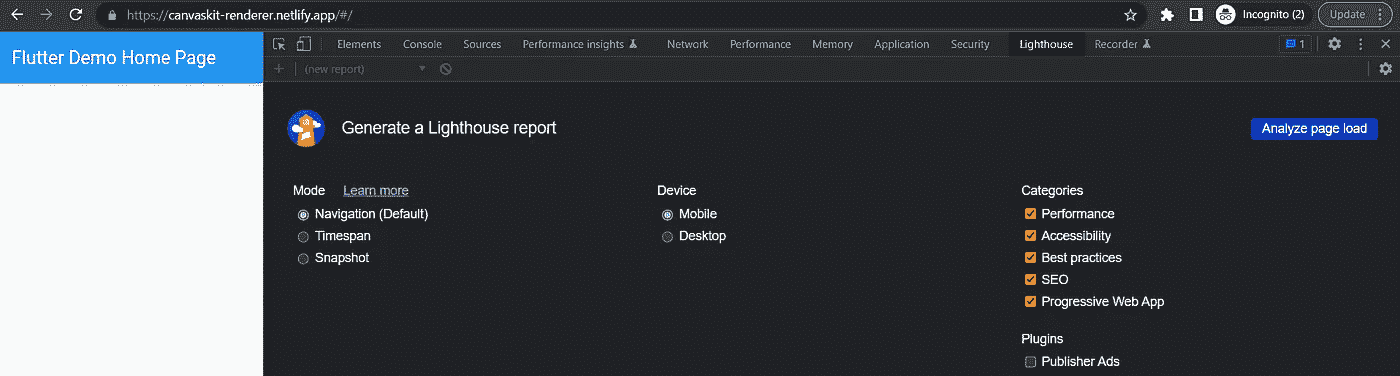 https://canvaskit-renderer.netlify.app/#/ Incognito (2) Update
Flutter Demo Home Page
Elements Console Sources Performance insights Network Performance Memory Application Security Lighthouse Recorder 1
(new report)
Generate a Lighthouse report
Analyze page load
Mode Learn more
Navigation (Default)
Timespan
Snapshot
Device
Mobile
Desktop
Categories
Performance
Accessibility
Best practices
SEO
Progressive Web App
Plugins
Publisher Ads